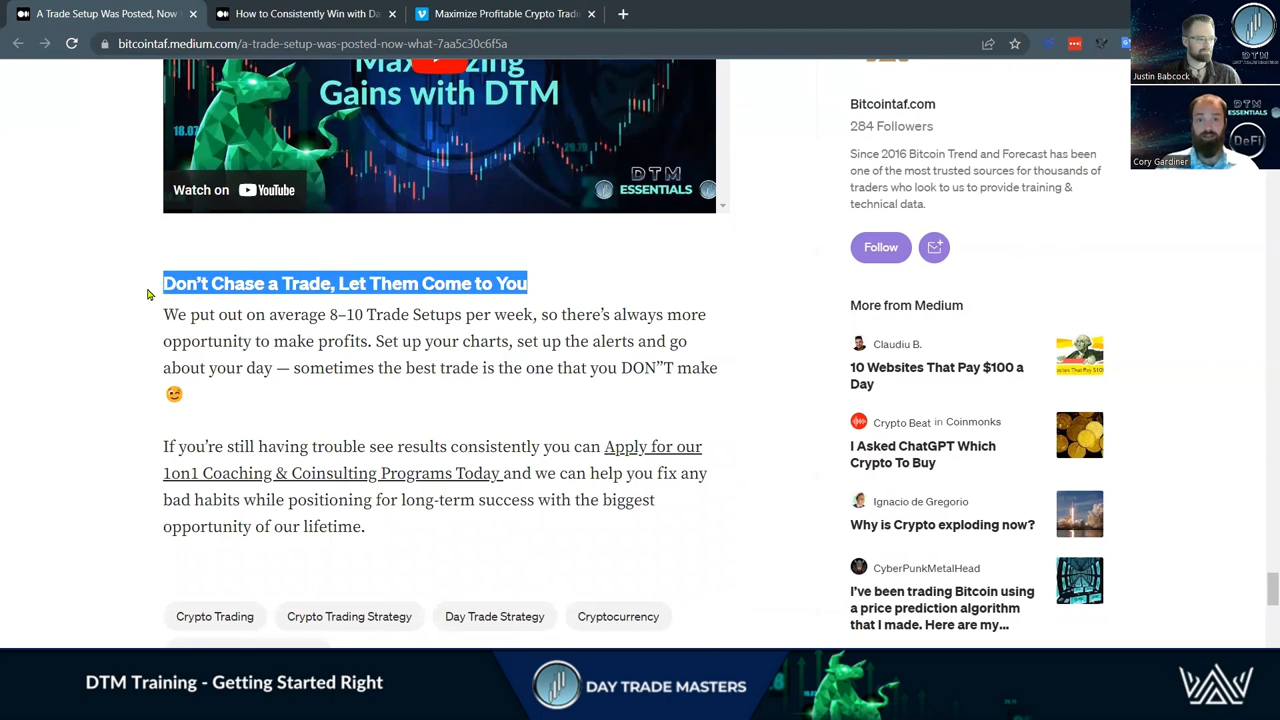 A Trade Setup Was Posted, Now
How to Consistently Win with Da
Maximize Profitable Crypto Tradi
bitcointaf.medium.com/a-trade-setup-was-posted-now-what-7aa5c30c6f5a
Justin Babcock
DTM
DTM
ESSENTIALS
DeFi
Cory Gardiner
Gains with DTM
18.07
29.70
Watch on YouTube
DTM
ESSENTIALS
Don't Chase a Trade, Let Them Come to You
We put out on average 8–10 Trade Setups per week, so there's always more
opportunity to make profits. Set up your charts, set up the alerts and go
about your day — sometimes the best trade is the one that you DON"T make
😊
If you're still having trouble see results consistently you can Apply for our
1on1 Coaching & Coinsulting Programs Today and we can help you fix any
bad habits while positioning for long-term success with the biggest
opportunity of our lifetime.
Crypto Trading
Crypto Trading Strategy
Day Trade Strategy
Cryptocurrency
Bitcointaf.com
284 Followers
Since 2016 Bitcoin Trend and Forecast has been
one of the most trusted sources for thousands of
traders who look to us to provide training &
technical data.
Follow
More from Medium
Claudiu B.
10 Websites That Pay $100 a
Day
Crypto Beat in Coinmonks
I Asked ChatGPT Which
Crypto To Buy
Ignacio de Gregorio
Why is Crypto exploding now?
CyberPunkMetalHead
I've been trading Bitcoin using
a price prediction algorithm
that I made. Here are my...
DTM Training - Getting Started Right
DAY TRADE MASTERS